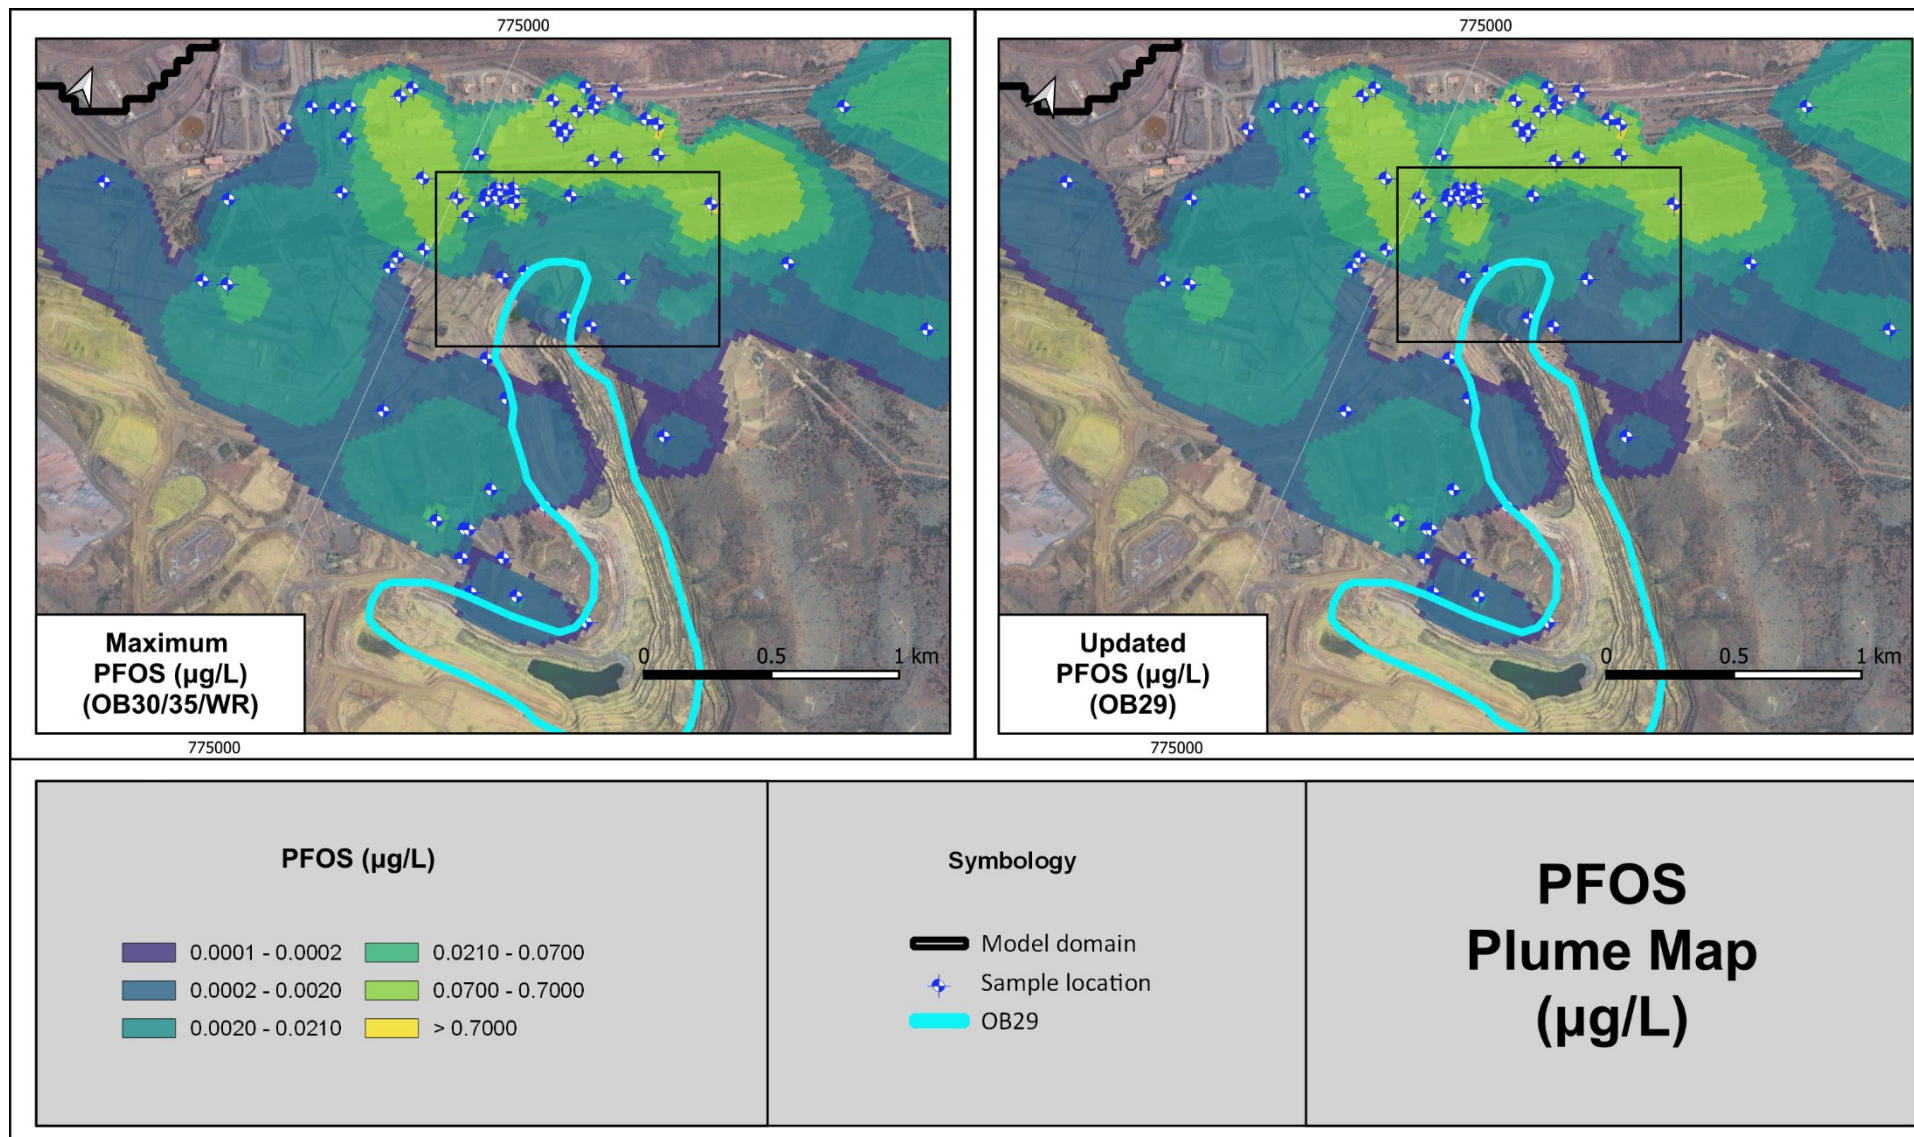 775000
775000
Maximum
PFOS (µg/L)
(OB30/35/WR)
0 0.5 1 km
Updated
PFOS (µg/L)
(OB29)
0 0.5 1 km
775000
775000
PFOS (µg/L)
0.0001 - 0.0002
0.0002 - 0.0020
0.0020 - 0.0210
0.0210 - 0.0700
0.0700 - 0.7000
> 0.7000
Symbology
Model domain
Sample location
OB29
PFOS
Plume Map
(µg/L)